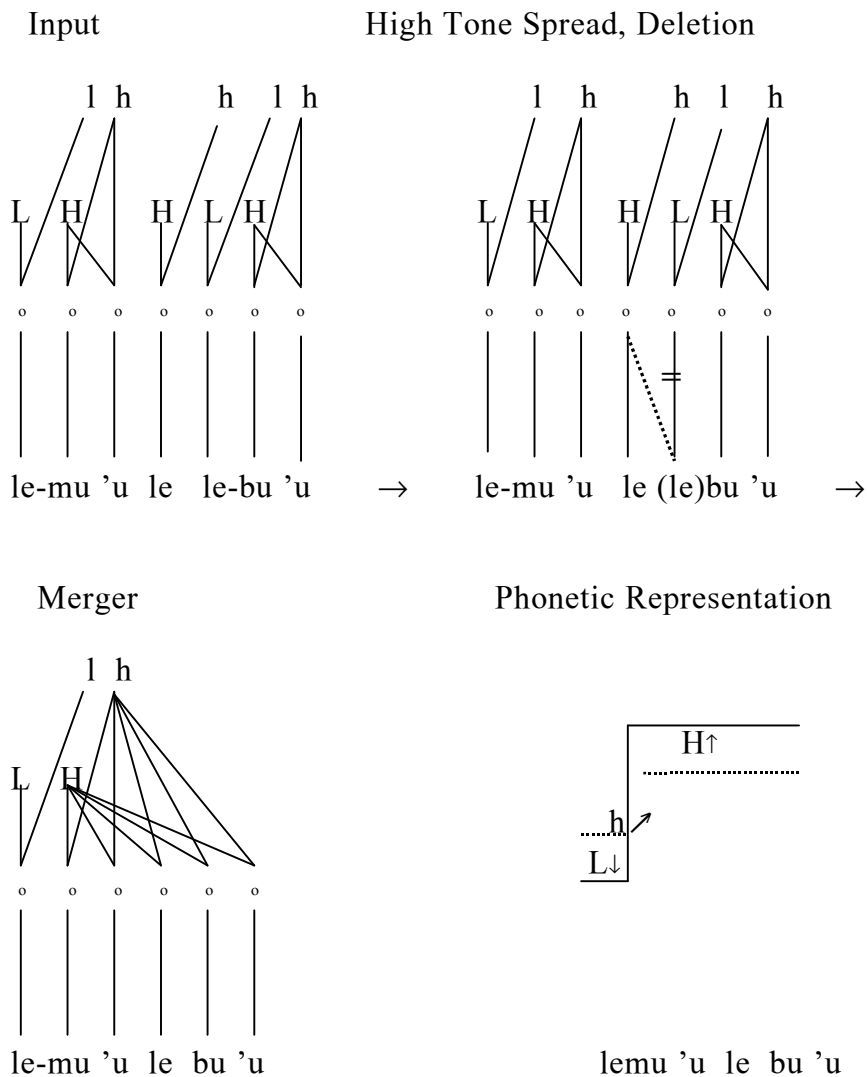 Input High Tone Spread, Deletion
l h h l h l h h l h
L H H L H L H H L H
o o o o o o o o o o o o o o
=
le-mu 'u le le-bu 'u → le-mu 'u le (le)bu 'u →
Merger Phonetic Representation
l h
H↑
L H
h
L↓
o o o o o o
le-mu 'u le bu 'u lemu 'u le bu 'u